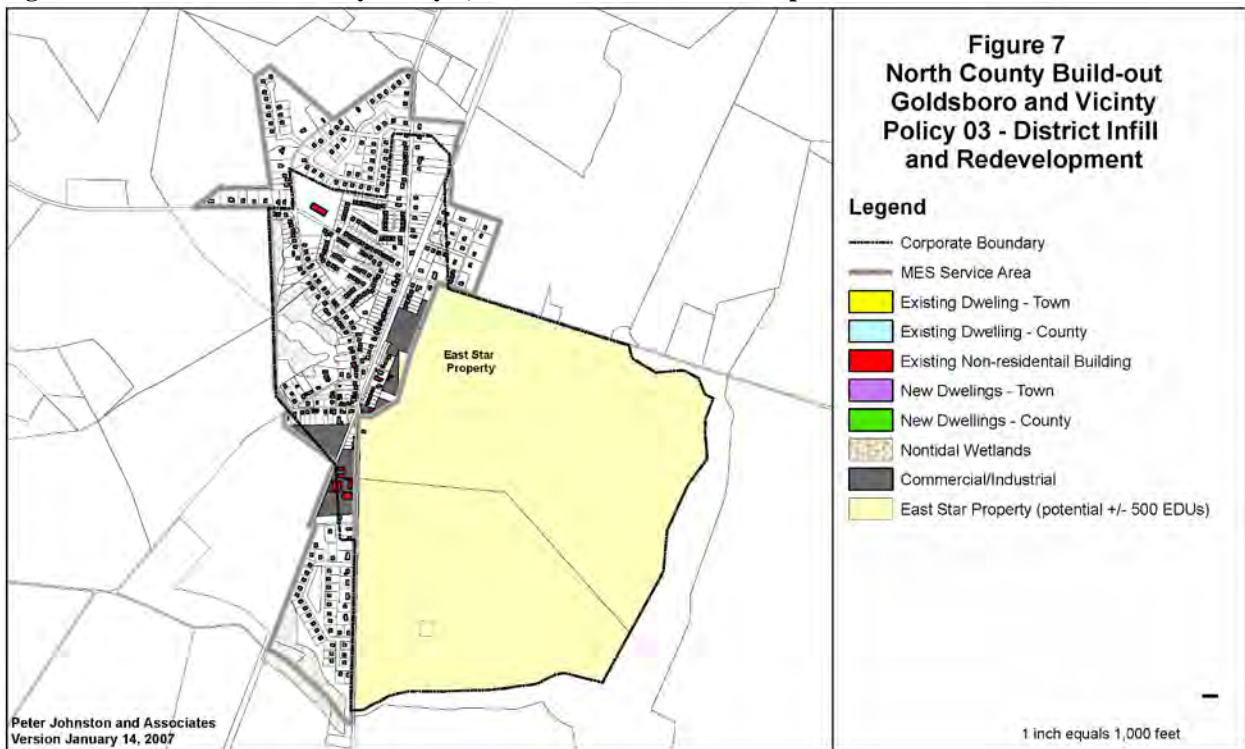 Figure 7
North County Build-out
Goldsboro and Vicinty
Policy 03 - District Infill
and Redevelopment
Legend
Corporate Boundary
MES Service Area
Existing Dweling - Town
Existing Dwelling - County
Existing Non-residentail Building
New Dwelings - Town
New Dwellings - County
Nontidal Wetlands
Commercial/Industrial
East Star Property (potential +/- 500 EDUs)
East Star
Property
Peter Johnston and Associates
Version January 14, 2007
1 inch equals 1,000 feet